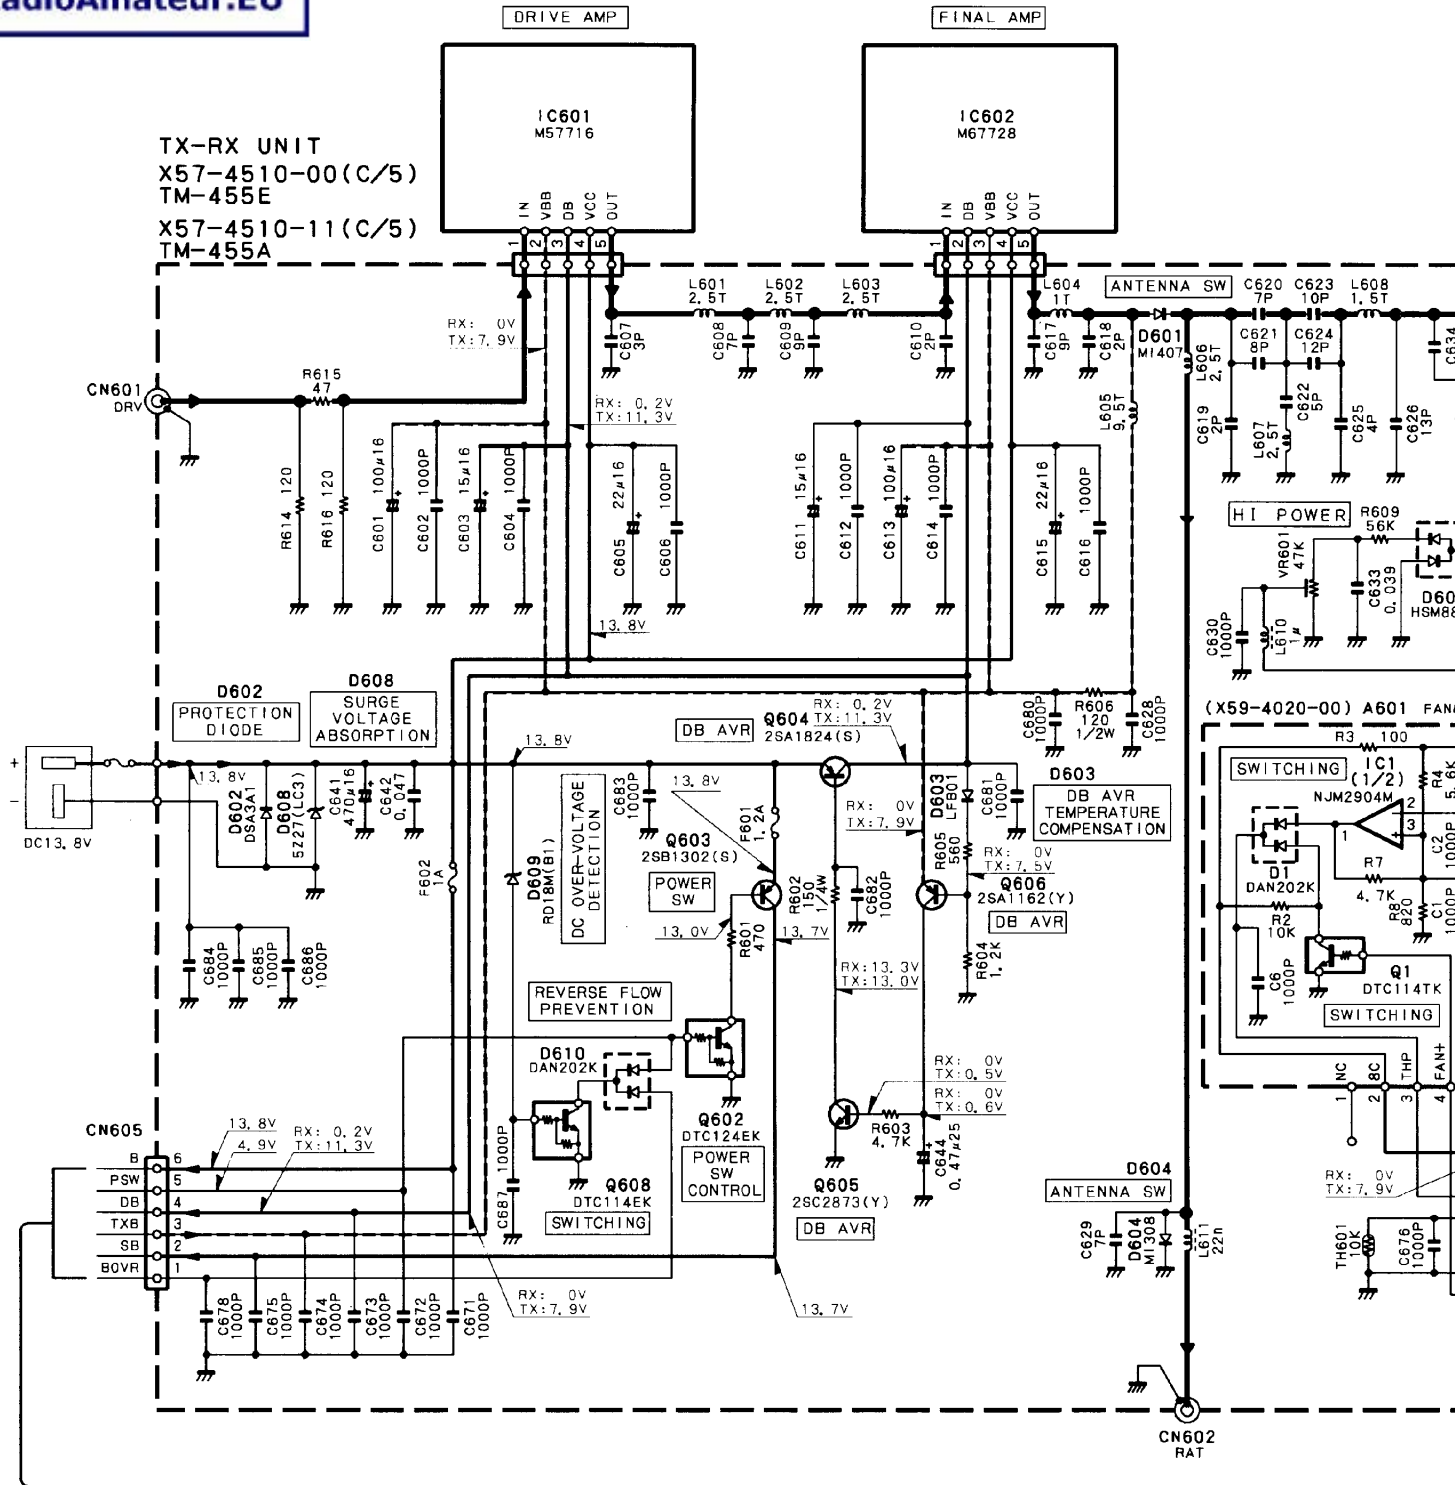 adioAmateur.EU
DRIVE AMP
FINAL AMP
IC601
M57716
IC602
M67728
TX-RX UNIT
X57-4510-00(C/5)
TM-455E
X57-4510-11(C/5)
TM-455A
IN
VBB
DB
VCC
OUT
1
2
3
4
5
IN
DB
VBB
VCC
OUT
1
2
3
4
5
L601
2.5T
L602
2.5T
L603
2.5T
L604
1T
ANTENNA SW
C620
7P
C623
10P
L608
1.5T
RX: 0V
TX:7.9V
C607
3P
C608
7P
C609
9P
C610
2P
C617
9P
C618
2P
D601
MI407
L606
2.5T
C621
8P
C624
12P
C634
CN601
DRV
R615
47
RX: 0.2V
TX:11.3V
L605
9.5T
C619
2P
L607
2.5T
C622
5P
C625
4P
C626
13P
R614 120
R616 120
C601 100μ16
C602 1000P
C603 15μ16
C604 1000P
C605 22μ16
C606 1000P
C611 15μ16
C612 1000P
C613 100μ16
C614 1000P
C615 22μ16
C616 1000P
HI POWER
R609
56K
VR601
47K
C633
0.039
D60
HSM88
C630
1000P
L610
1μ
13.8V
D602
PROTECTION
DIODE
D608
SURGE
VOLTAGE
ABSORPTION
DB AVR
Q604
2SA1824(S)
RX: 0.2V
TX:11.3V
C680
1000P
R606
120
1/2W
C628
1000P
(X59-4020-00) A601 FAN
R3 100
+
-
DC13.8V
13.8V
D602
DSA3A1
D608
5Z27(LC3)
C641
470μ16
C642
0.047
13.8V
D609
RD18M(B1)
DC OVER-VOLTAGE
DETECTION
C683
1000P
13.8V
Q603
2SB1302(S)
F601
1.2A
RX: 0V
TX:7.9V
D603
LFB01
C681
1000P
D603
DB AVR
TEMPERATURE
COMPENSATION
SWITCHING
IC1
(1/2)
NJM2904M
R4
5.6K
1
2
3
+
C2
1000P
D1
DAN202K
R7
4.7K
R8
820
C1
1000P
R2
10K
F602
1A
POWER
SW
R602
150
1/4W
C682
1000P
R605
560
RX: 0V
TX:7.5V
Q606
2SA1162(Y)
DB AVR
13.0V
R601
470
13.7V
R604
1.2K
C684
1000P
C685
1000P
C686
1000P
RX:13.3V
TX:13.0V
C6
1000P
Q1
DTC114TK
SWITCHING
REVERSE FLOW
PREVENTION
D610
DAN202K
Q602
DTC124EK
POWER
SW
CONTROL
RX: 0V
TX:0.5V
RX: 0V
TX:0.6V
R603
4.7K
C644
0.47μ25
NC
8C
THP
FAN+
1
2
3
4
CN605
13.8V
4.9V
RX: 0.2V
TX:11.3V
B 6
PSW 5
DB 4
TXB 3
SB 2
BOVR 1
C687 1000P
Q608
DTC114EK
SWITCHING
Q605
2SC2873(Y)
DB AVR
D604
ANTENNA SW
RX: 0V
TX:7.9V
C629
7P
D604
MI308
L611
22n
TH601
10K
C676
1000P
C678
1000P
C675
1000P
C674
1000P
C673
1000P
C672
1000P
C671
1000P
RX: 0V
TX:7.9V
13.7V
CN602
RAT